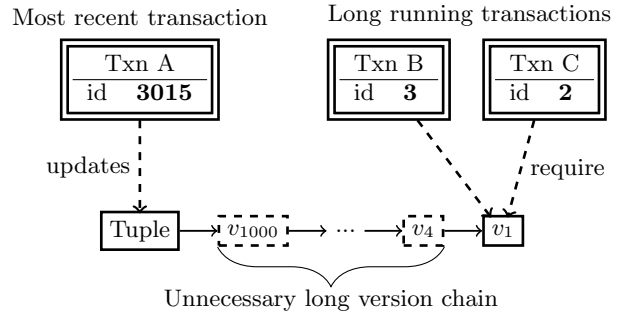 Most recent transaction
Long running transactions
Txn A
id 3015
Txn B
id 3
Txn C
id 2
updates
require
Tuple
v1000
...
v4
v1
Unnecessary long version chain